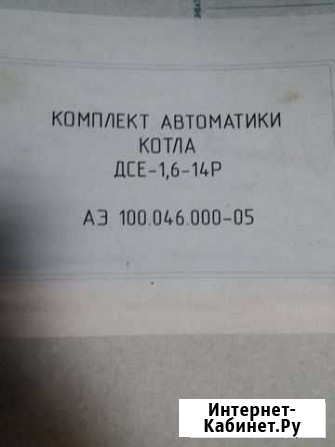 КОМПЛЕКТ АВТОМАТИКИ
КОТЛА
ДСЕ-1,6-14Р
АЭ 100.046.000-05
Интернет-
Кабинет.Ру